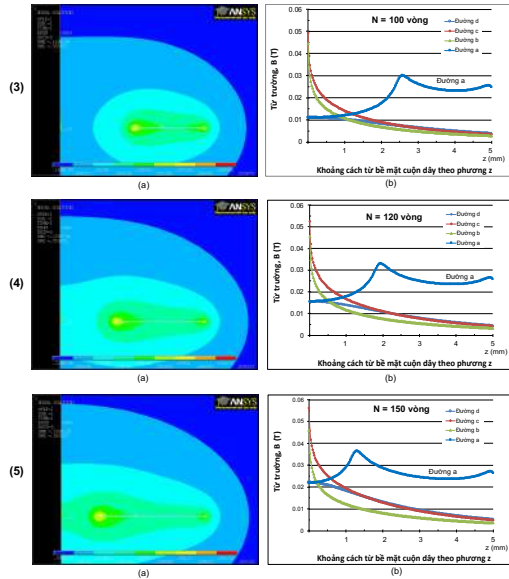 (3)
ANSYS
(a)
N = 100 vòng
Đường d
Đường c
Đường b
Đường a
Từ trường, B (T)
0.06
0.05
0.04
0.03
0.02
0.01
0
1
2
3
4
5
Đường a
z (mm)
Khoảng cách từ bề mặt cuộn dây theo phương z
(b)
(4)
ANSYS
(a)
N = 120 vòng
Đường d
Đường c
Đường b
Đường a
Từ trường, B (T)
0.06
0.05
0.04
0.03
0.02
0.01
0
0
1
2
3
4
5
Đường a
z (mm)
Khoảng cách từ bề mặt cuộn dây theo phương z
(b)
(5)
ANSYS
(a)
N = 150 vòng
Đường d
Đường c
Đường b
Đường a
Từ trường, B (T)
0.06
0.05
0.04
0.03
0.02
0.01
0
0
1
2
3
4
5
Đường a
z (mm)
Khoảng cách từ bề mặt cuộn dây theo phương z
(b)